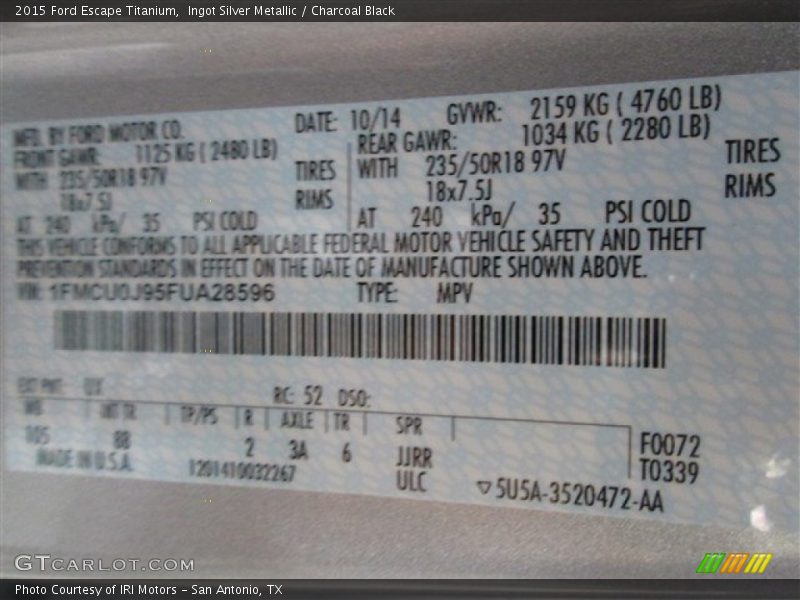 2015 Ford Escape Titanium,  Ingot Silver Metallic / Charcoal Black
MFD. BY FORD MOTOR CO. DATE: 10/14 GVWR: 2159 KG ( 4760 LB)
FRONT GAWR: 1125 KG ( 2480 LB) REAR GAWR: 1034 KG ( 2280 LB)
WITH 235/50R18 97V TIRES WITH 235/50R18 97V TIRES
18x7.5J RIMS 18x7.5J RIMS
AT 240 kPa/ 35 PSI COLD AT 240 kPa/ 35 PSI COLD
THIS VEHICLE CONFORMS TO ALL APPLICABLE FEDERAL MOTOR VEHICLE SAFETY AND THEFT
PREVENTION STANDARDS IN EFFECT ON THE DATE OF MANUFACTURE SHOWN ABOVE.
VIN: 1FMCU0J95FUA28596 TYPE: MPV
EXT PNT: UX RC: 52 DSO:
WB INT TR TP/PS R AXLE TR SPR
105 88 2 3A 6 JJRR F0072
MADE IN U.S.A. 1201410032267 ULC T0339
▽5U5A-3520472-AA
GTCarLot.com
Photo Courtesy of IRI Motors – San Antonio, TX